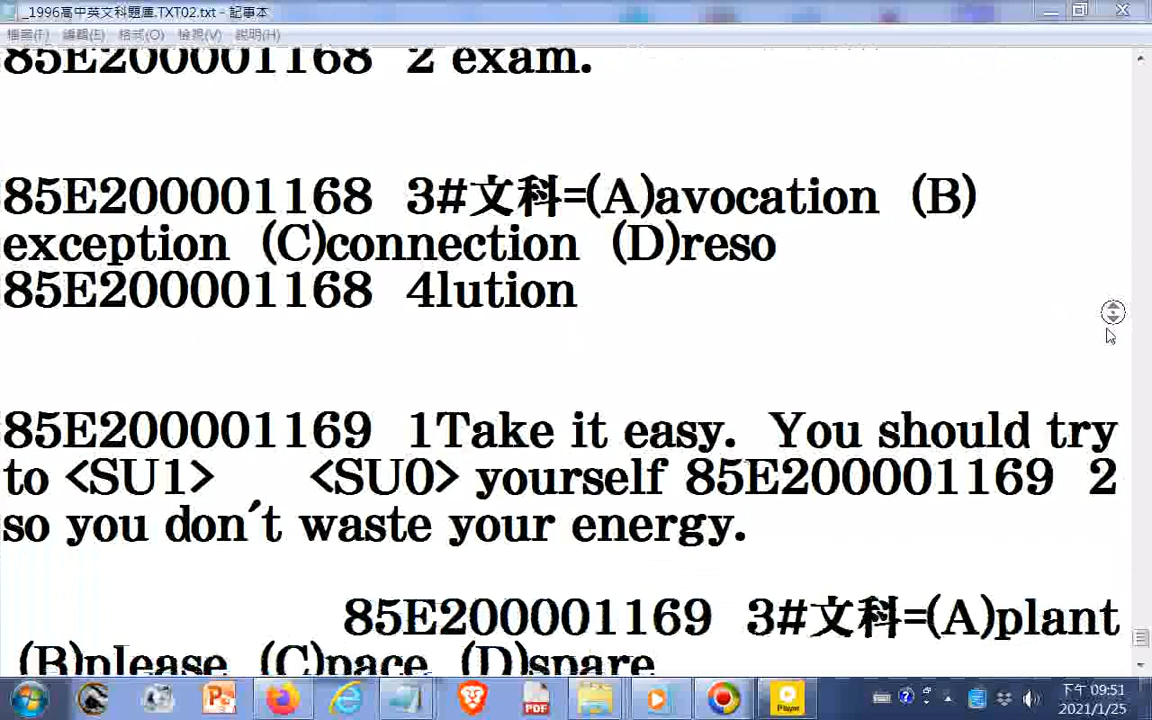 _1996高中英文科題庫.TXT02.txt - 記事本
檔案(F) 編輯(E) 格式(O) 檢視(V) 說明(H)
85E200001168 2 exam.
85E200001168 3#文科=(A)avocation (B)
exception (C)connection (D)reso
85E200001168 4lution
85E200001169 1Take it easy. You should try
to <SU1> <SU0> yourself 85E200001169 2
so you don't waste your energy.
85E200001169 3#文科=(A)plant
(B)please (C)pace (D)spare
PDF
Player
下午 09:51
2021/1/25